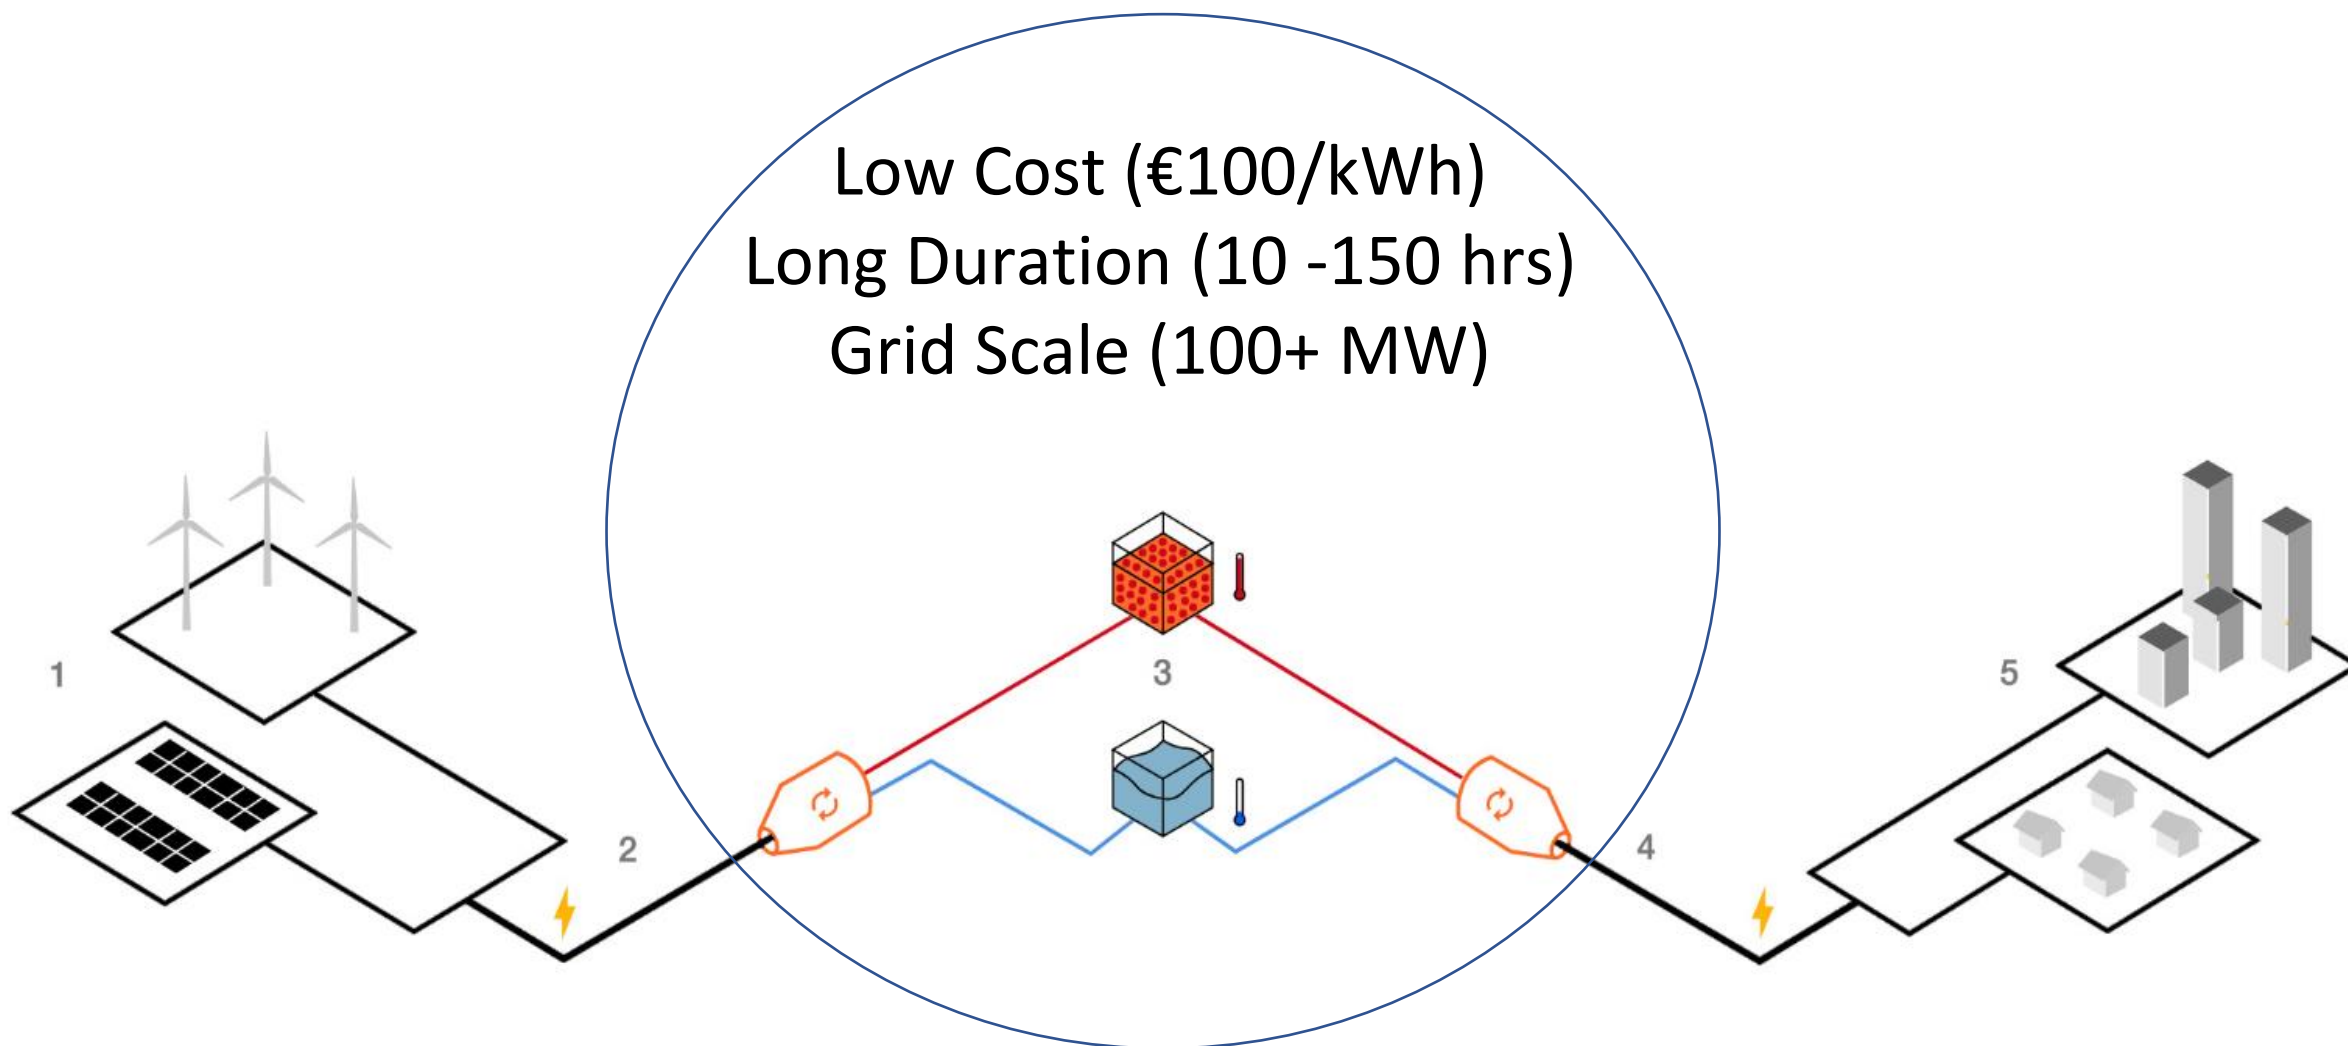 Low Cost (€100/kWh)
Long Duration (10 -150 hrs)
Grid Scale (100+ MW)
1
2
3
4
5